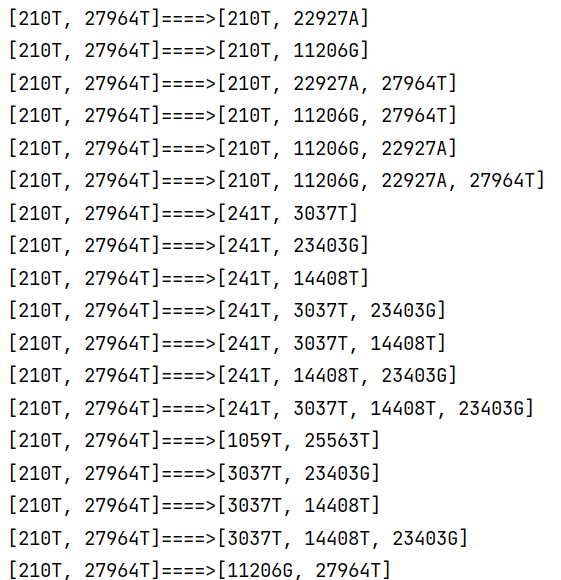 [210T, 27964T]====>[210T, 22927A]
[210T, 27964T]====>[210T, 11206G]
[210T, 27964T]====>[210T, 22927A, 27964T]
[210T, 27964T]====>[210T, 11206G, 27964T]
[210T, 27964T]====>[210T, 11206G, 22927A]
[210T, 27964T]====>[210T, 11206G, 22927A, 27964T]
[210T, 27964T]====>[241T, 3037T]
[210T, 27964T]====>[241T, 23403G]
[210T, 27964T]====>[241T, 14408T]
[210T, 27964T]====>[241T, 3037T, 23403G]
[210T, 27964T]====>[241T, 3037T, 14408T]
[210T, 27964T]====>[241T, 14408T, 23403G]
[210T, 27964T]====>[241T, 3037T, 14408T, 23403G]
[210T, 27964T]====>[1059T, 25563T]
[210T, 27964T]====>[3037T, 23403G]
[210T, 27964T]====>[3037T, 14408T]
[210T, 27964T]====>[3037T, 14408T, 23403G]
[210T, 27964T]====>[11206G, 27964T]